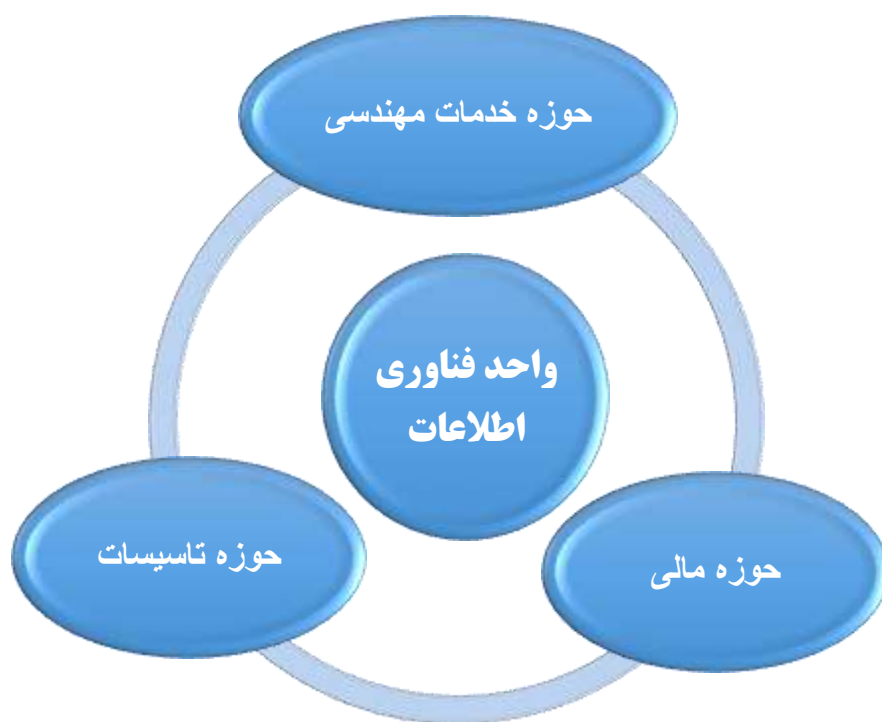 حوزه خدمات مهندسی
واحد فناوری
اطلاعات
حوزه مالی
حوزه تاسیسات